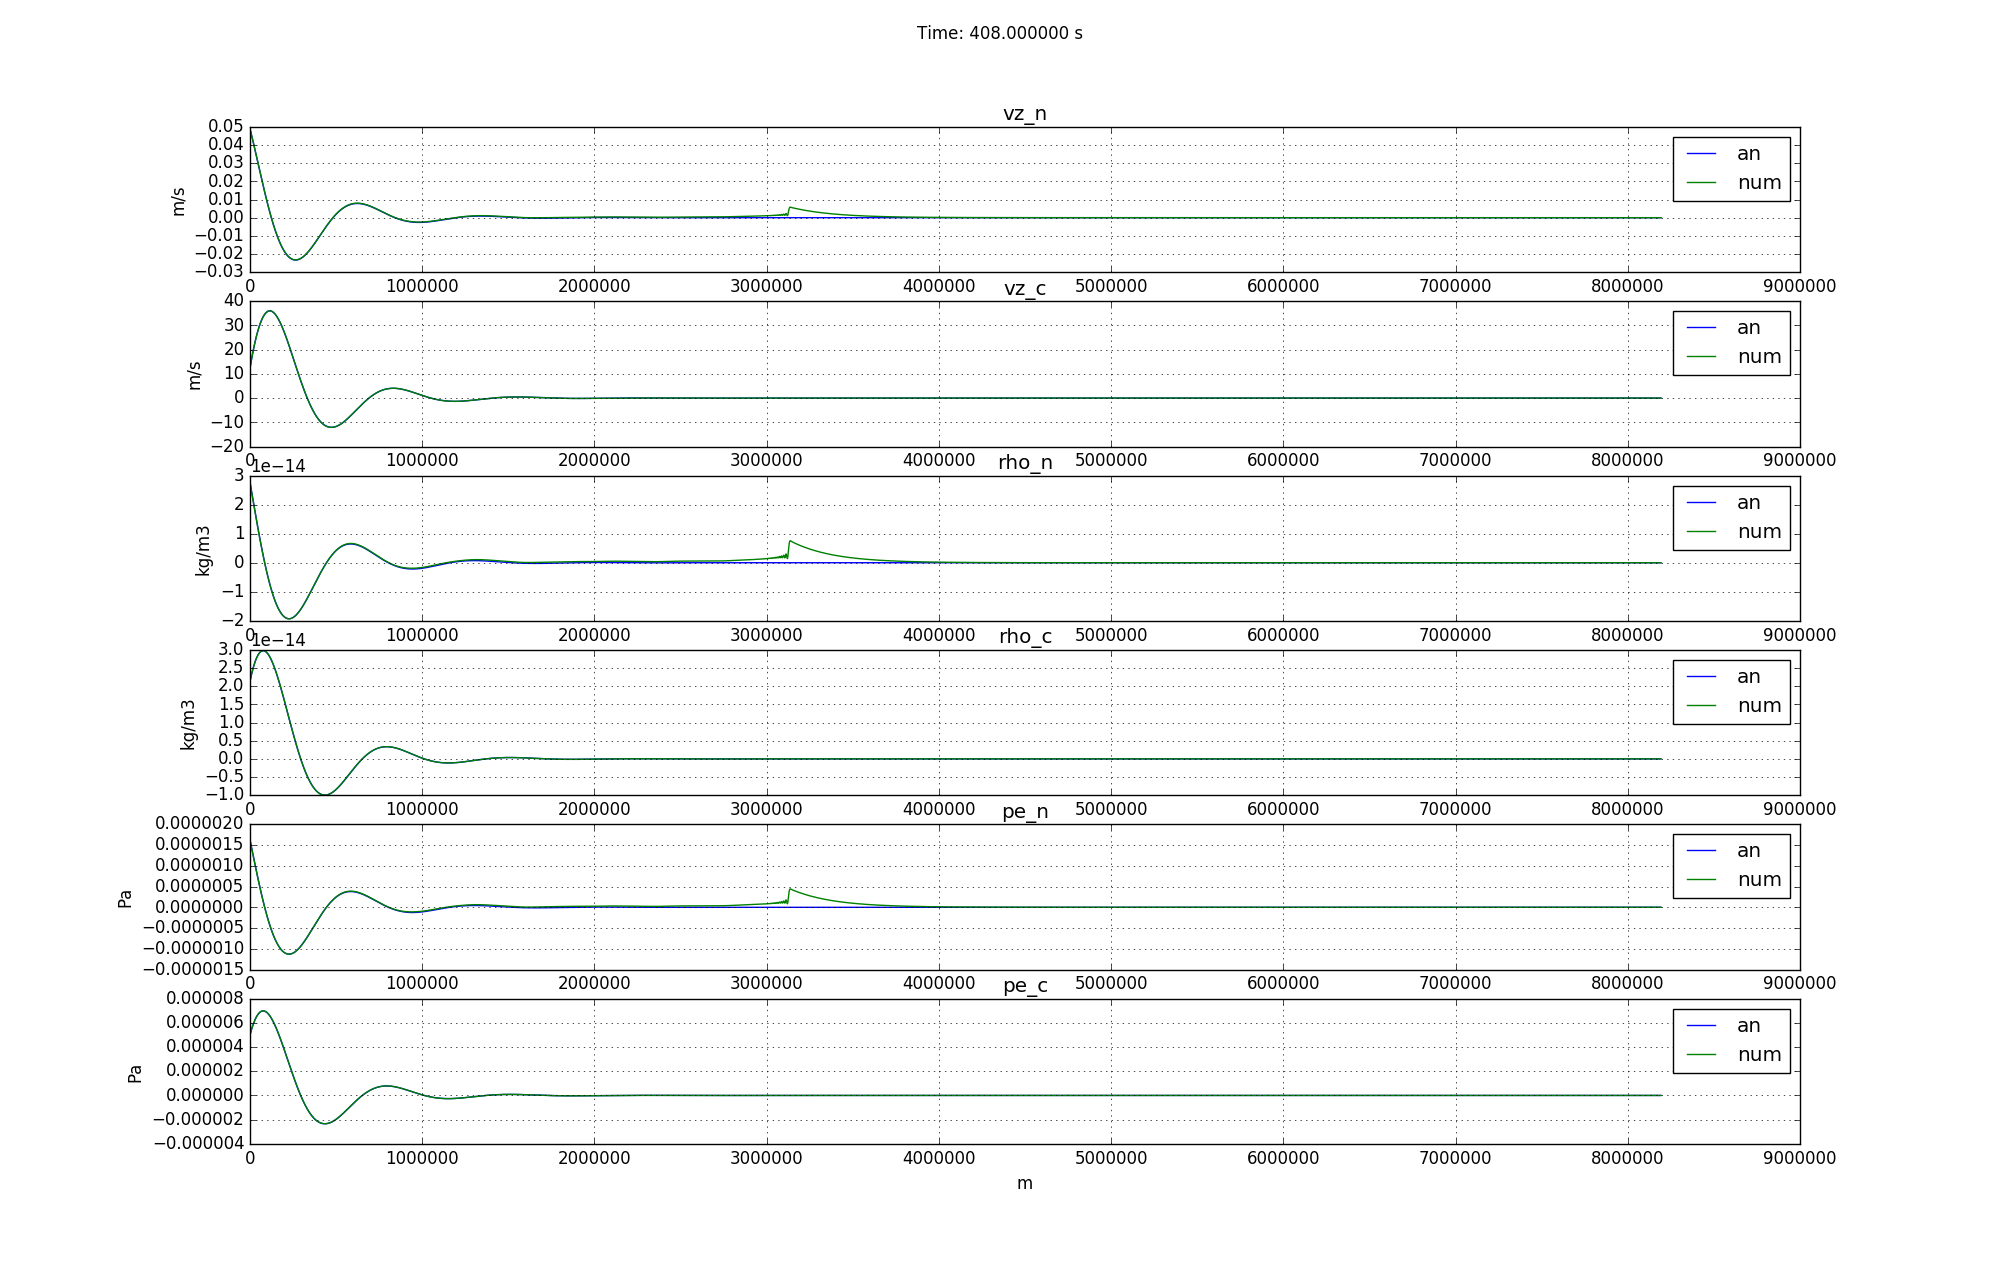 Time: 408.000000 s
vz_n
0.05
0.04
0.03
0.02
0.01
0.00
−0.01
−0.02
−0.03
m/s
an
num
0 1000000 2000000 3000000 4000000 5000000 6000000 7000000 8000000 9000000
vz_c
40
30
20
10
0
−10
−20
m/s
an
num
0 1000000 2000000 3000000 4000000 5000000 6000000 7000000 8000000 9000000
1e−14
rho_n
3
2
1
0
−1
−2
kg/m3
an
num
0 1000000 2000000 3000000 4000000 5000000 6000000 7000000 8000000 9000000
1e−14
rho_c
3.0
2.5
2.0
1.5
1.0
0.5
0.0
−0.5
−1.0
kg/m3
an
num
0 1000000 2000000 3000000 4000000 5000000 6000000 7000000 8000000 9000000
pe_n
0.0000020
0.0000015
0.0000010
0.0000005
0.0000000
−0.0000005
−0.0000010
−0.0000015
Pa
an
num
0 1000000 2000000 3000000 4000000 5000000 6000000 7000000 8000000 9000000
pe_c
0.000008
0.000006
0.000004
0.000002
0.000000
−0.000002
−0.000004
Pa
an
num
0 1000000 2000000 3000000 4000000 5000000 6000000 7000000 8000000 9000000
m